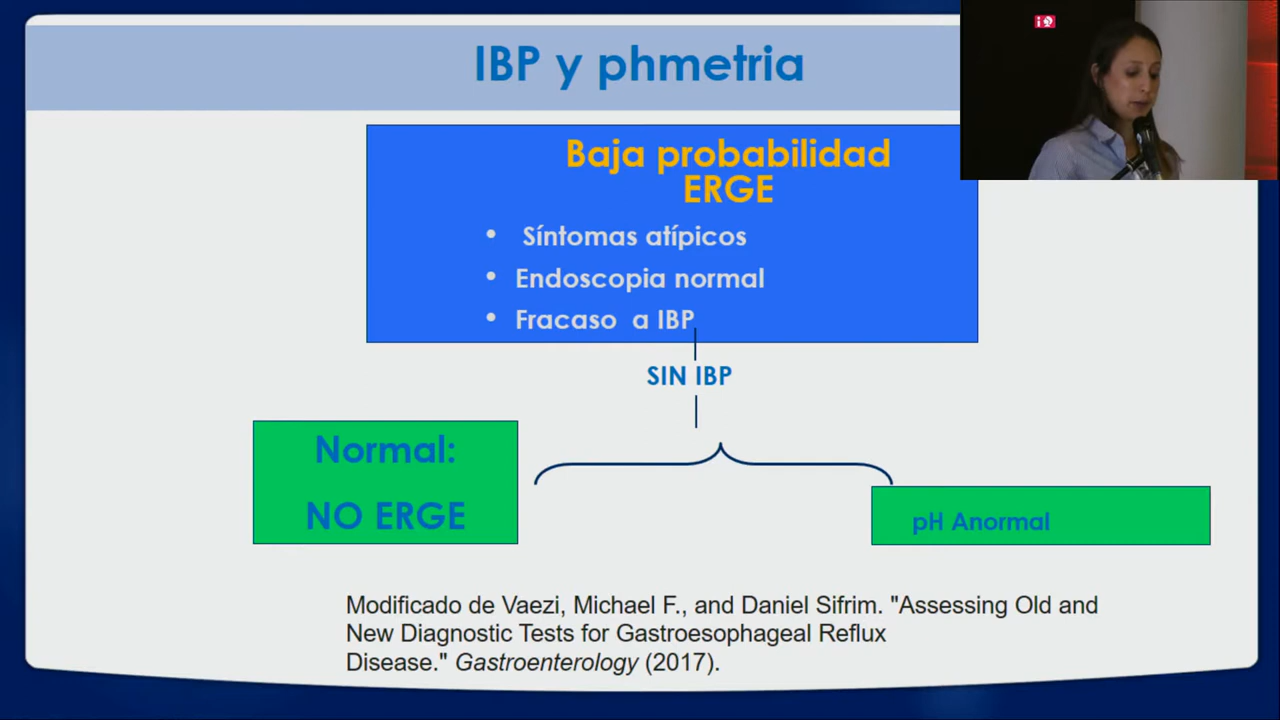 IBP y phmetria
Baja probabilidad
ERGE
• Síntomas atípicos
• Endoscopia normal
• Fracaso a IBP
SIN IBP
Normal:
NO ERGE
pH Anormal
Modificado de Vaezi, Michael F., and Daniel Sifrim. "Assessing Old and
New Diagnostic Tests for Gastroesophageal Reflux
Disease." Gastroenterology (2017).